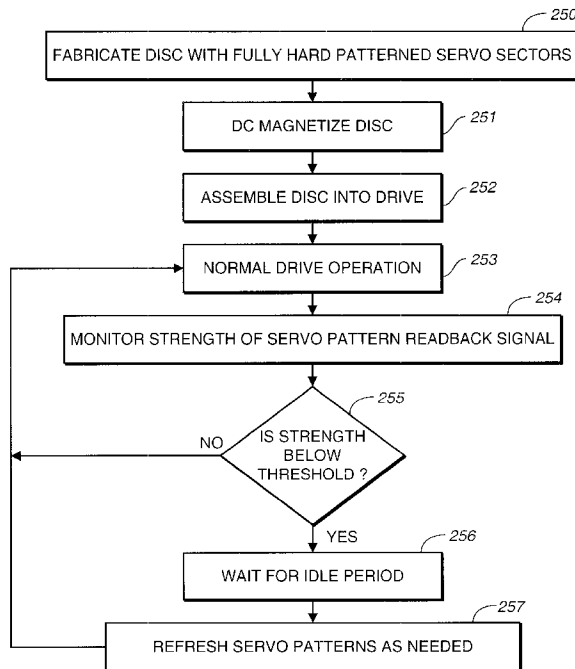 250
FABRICATE DISC WITH FULLY HARD PATTERNED SERVO SECTORS
251
DC MAGNETIZE DISC
252
ASSEMBLE DISC INTO DRIVE
253
NORMAL DRIVE OPERATION
254
MONITOR STRENGTH OF SERVO PATTERN READBACK SIGNAL
255
NO
IS STRENGTH
BELOW
THRESHOLD ?
YES
256
WAIT FOR IDLE PERIOD
257
REFRESH SERVO PATTERNS AS NEEDED